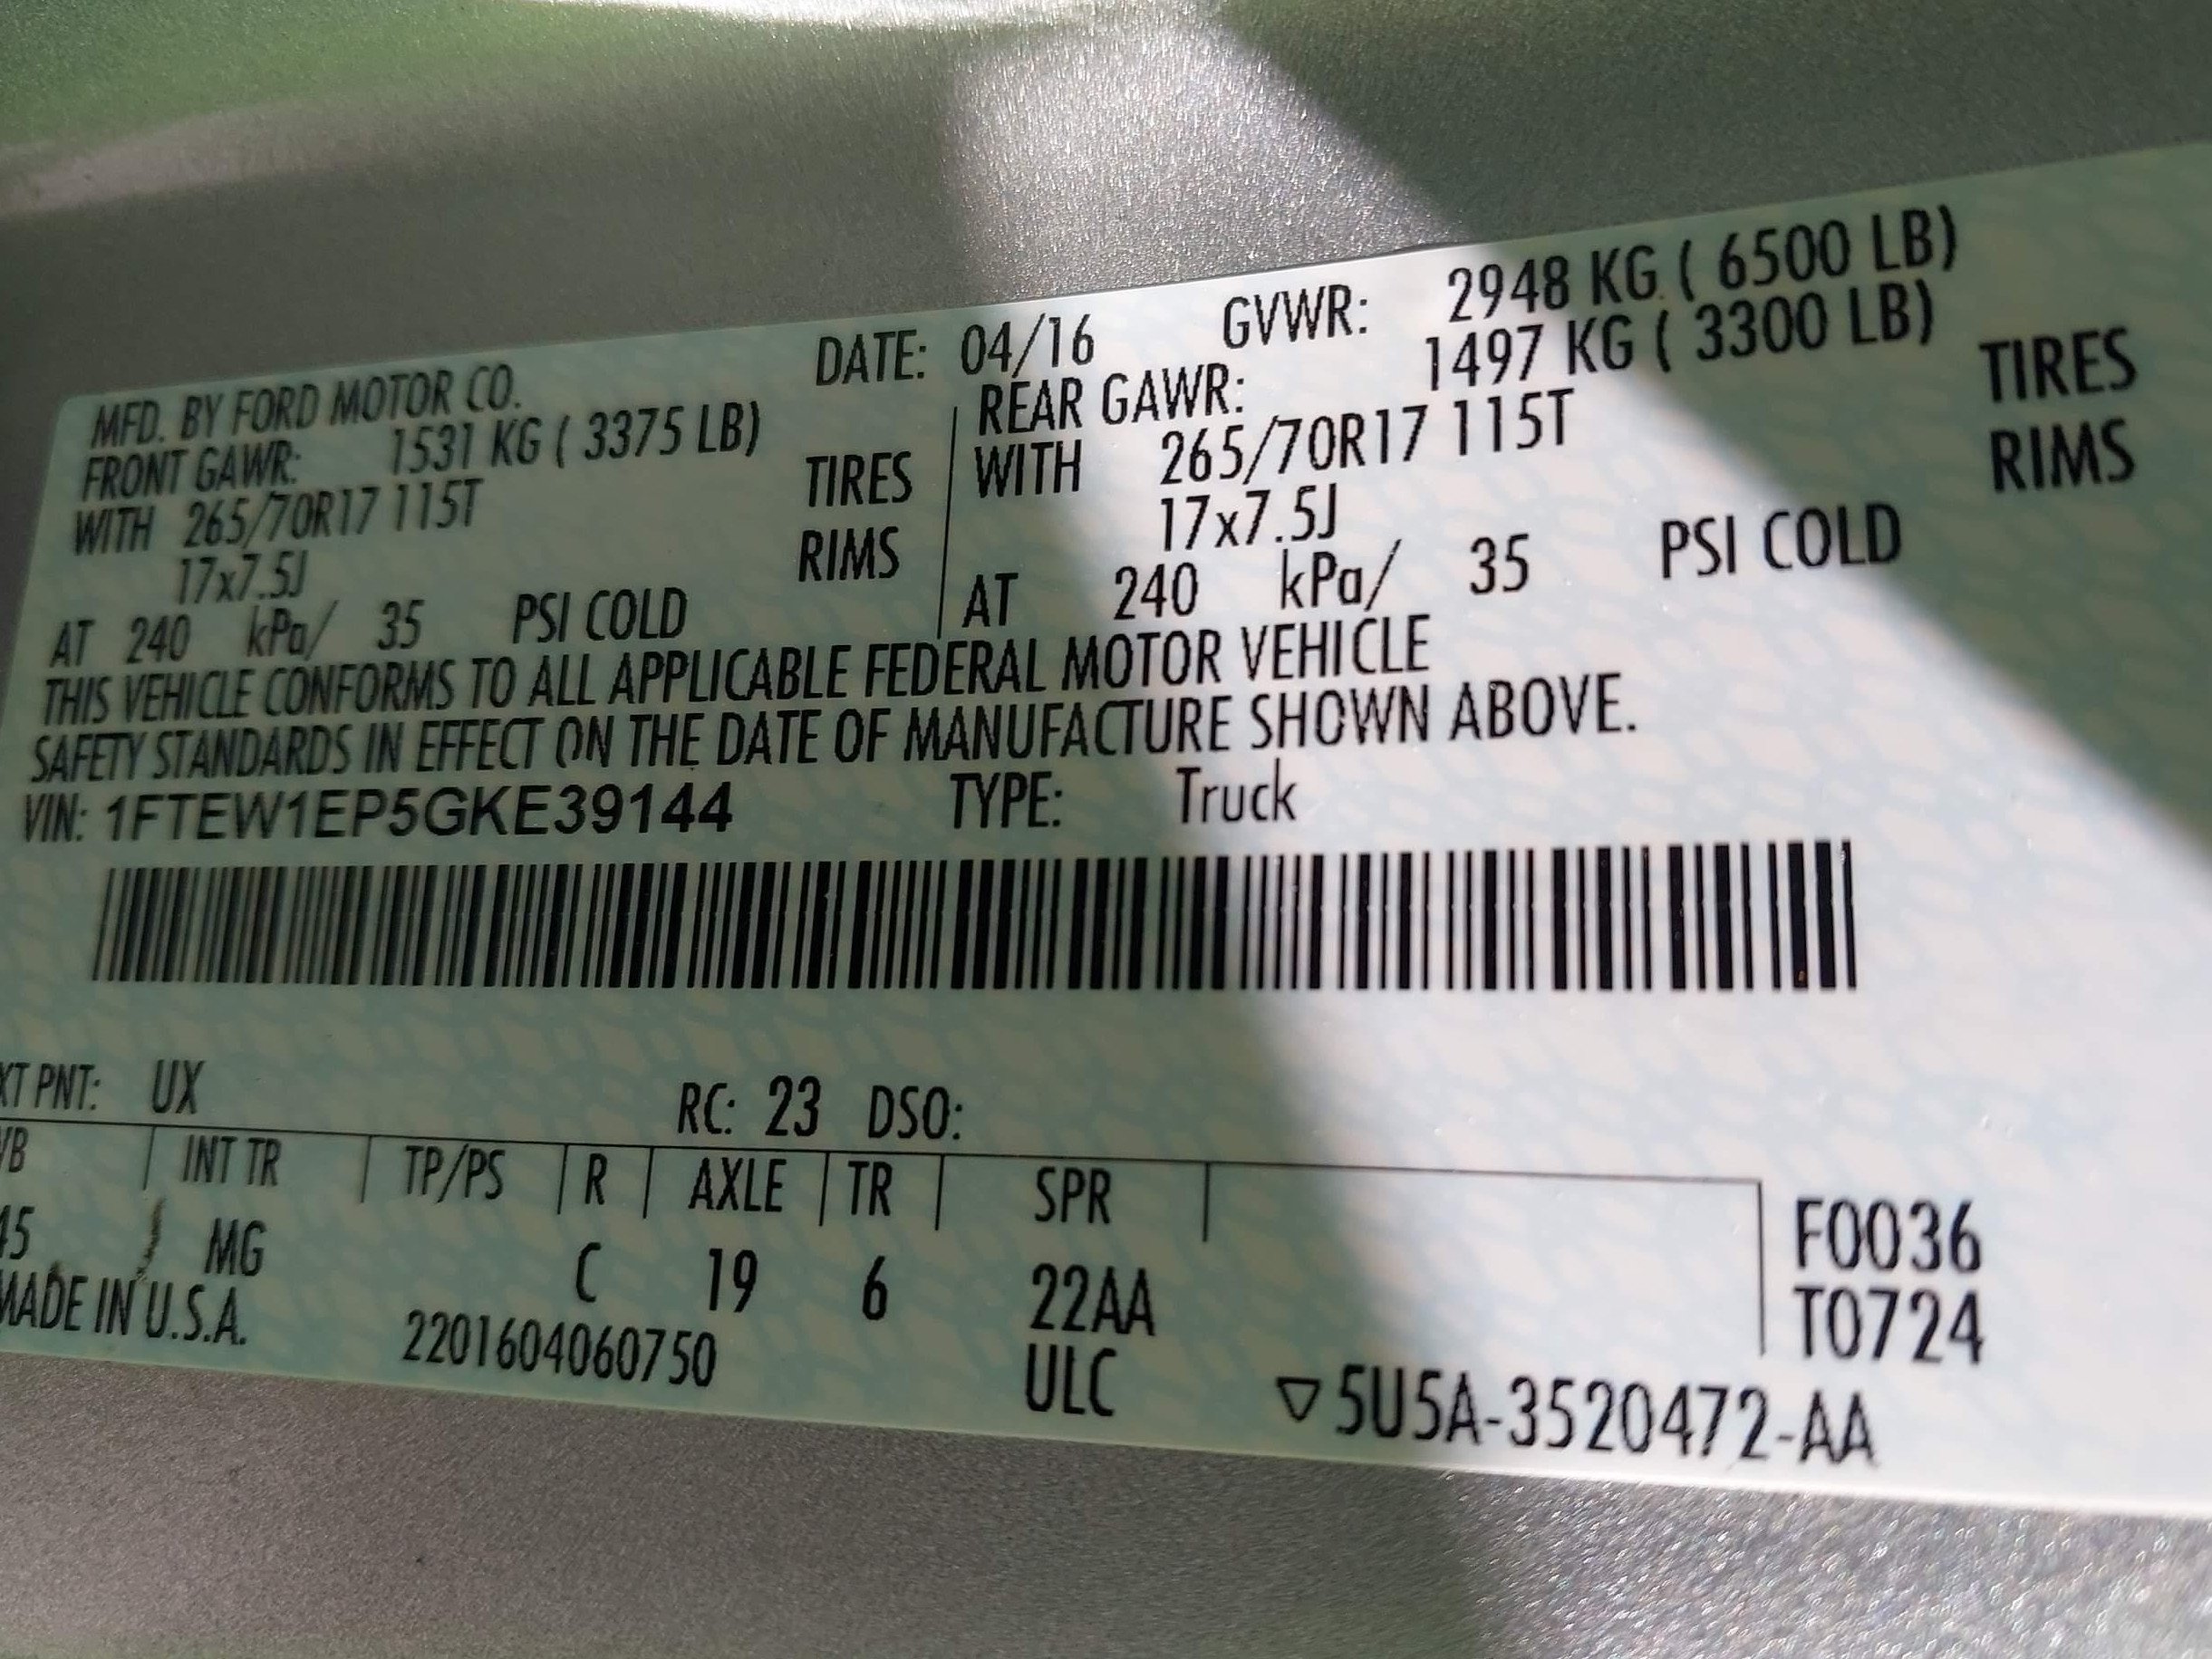 MFD. BY FORD MOTOR CO. DATE: 04/16 GVWR: 2948 KG ( 6500 LB)
FRONT GAWR: 1531 KG ( 3375 LB) REAR GAWR: 1497 KG ( 3300 LB)
WITH 265/70R17 115T TIRES WITH 265/70R17 115T TIRES
17x7.5J RIMS 17x7.5J RIMS
AT 240 kPa/ 35 PSI COLD AT 240 kPa/ 35 PSI COLD
THIS VEHICLE CONFORMS TO ALL APPLICABLE FEDERAL MOTOR VEHICLE
SAFETY STANDARDS IN EFFECT ON THE DATE OF MANUFACTURE SHOWN ABOVE.
VIN: 1FTEW1EP5GKE39144 TYPE: Truck
XT PNT: UX RC: 23 DSO:
INT TR TP/PS R AXLE TR SPR F0036
MG C 19 6 22AA T0724
MADE IN U.S.A. 2201604060750 ULC ▽5U5A-3520472-AA